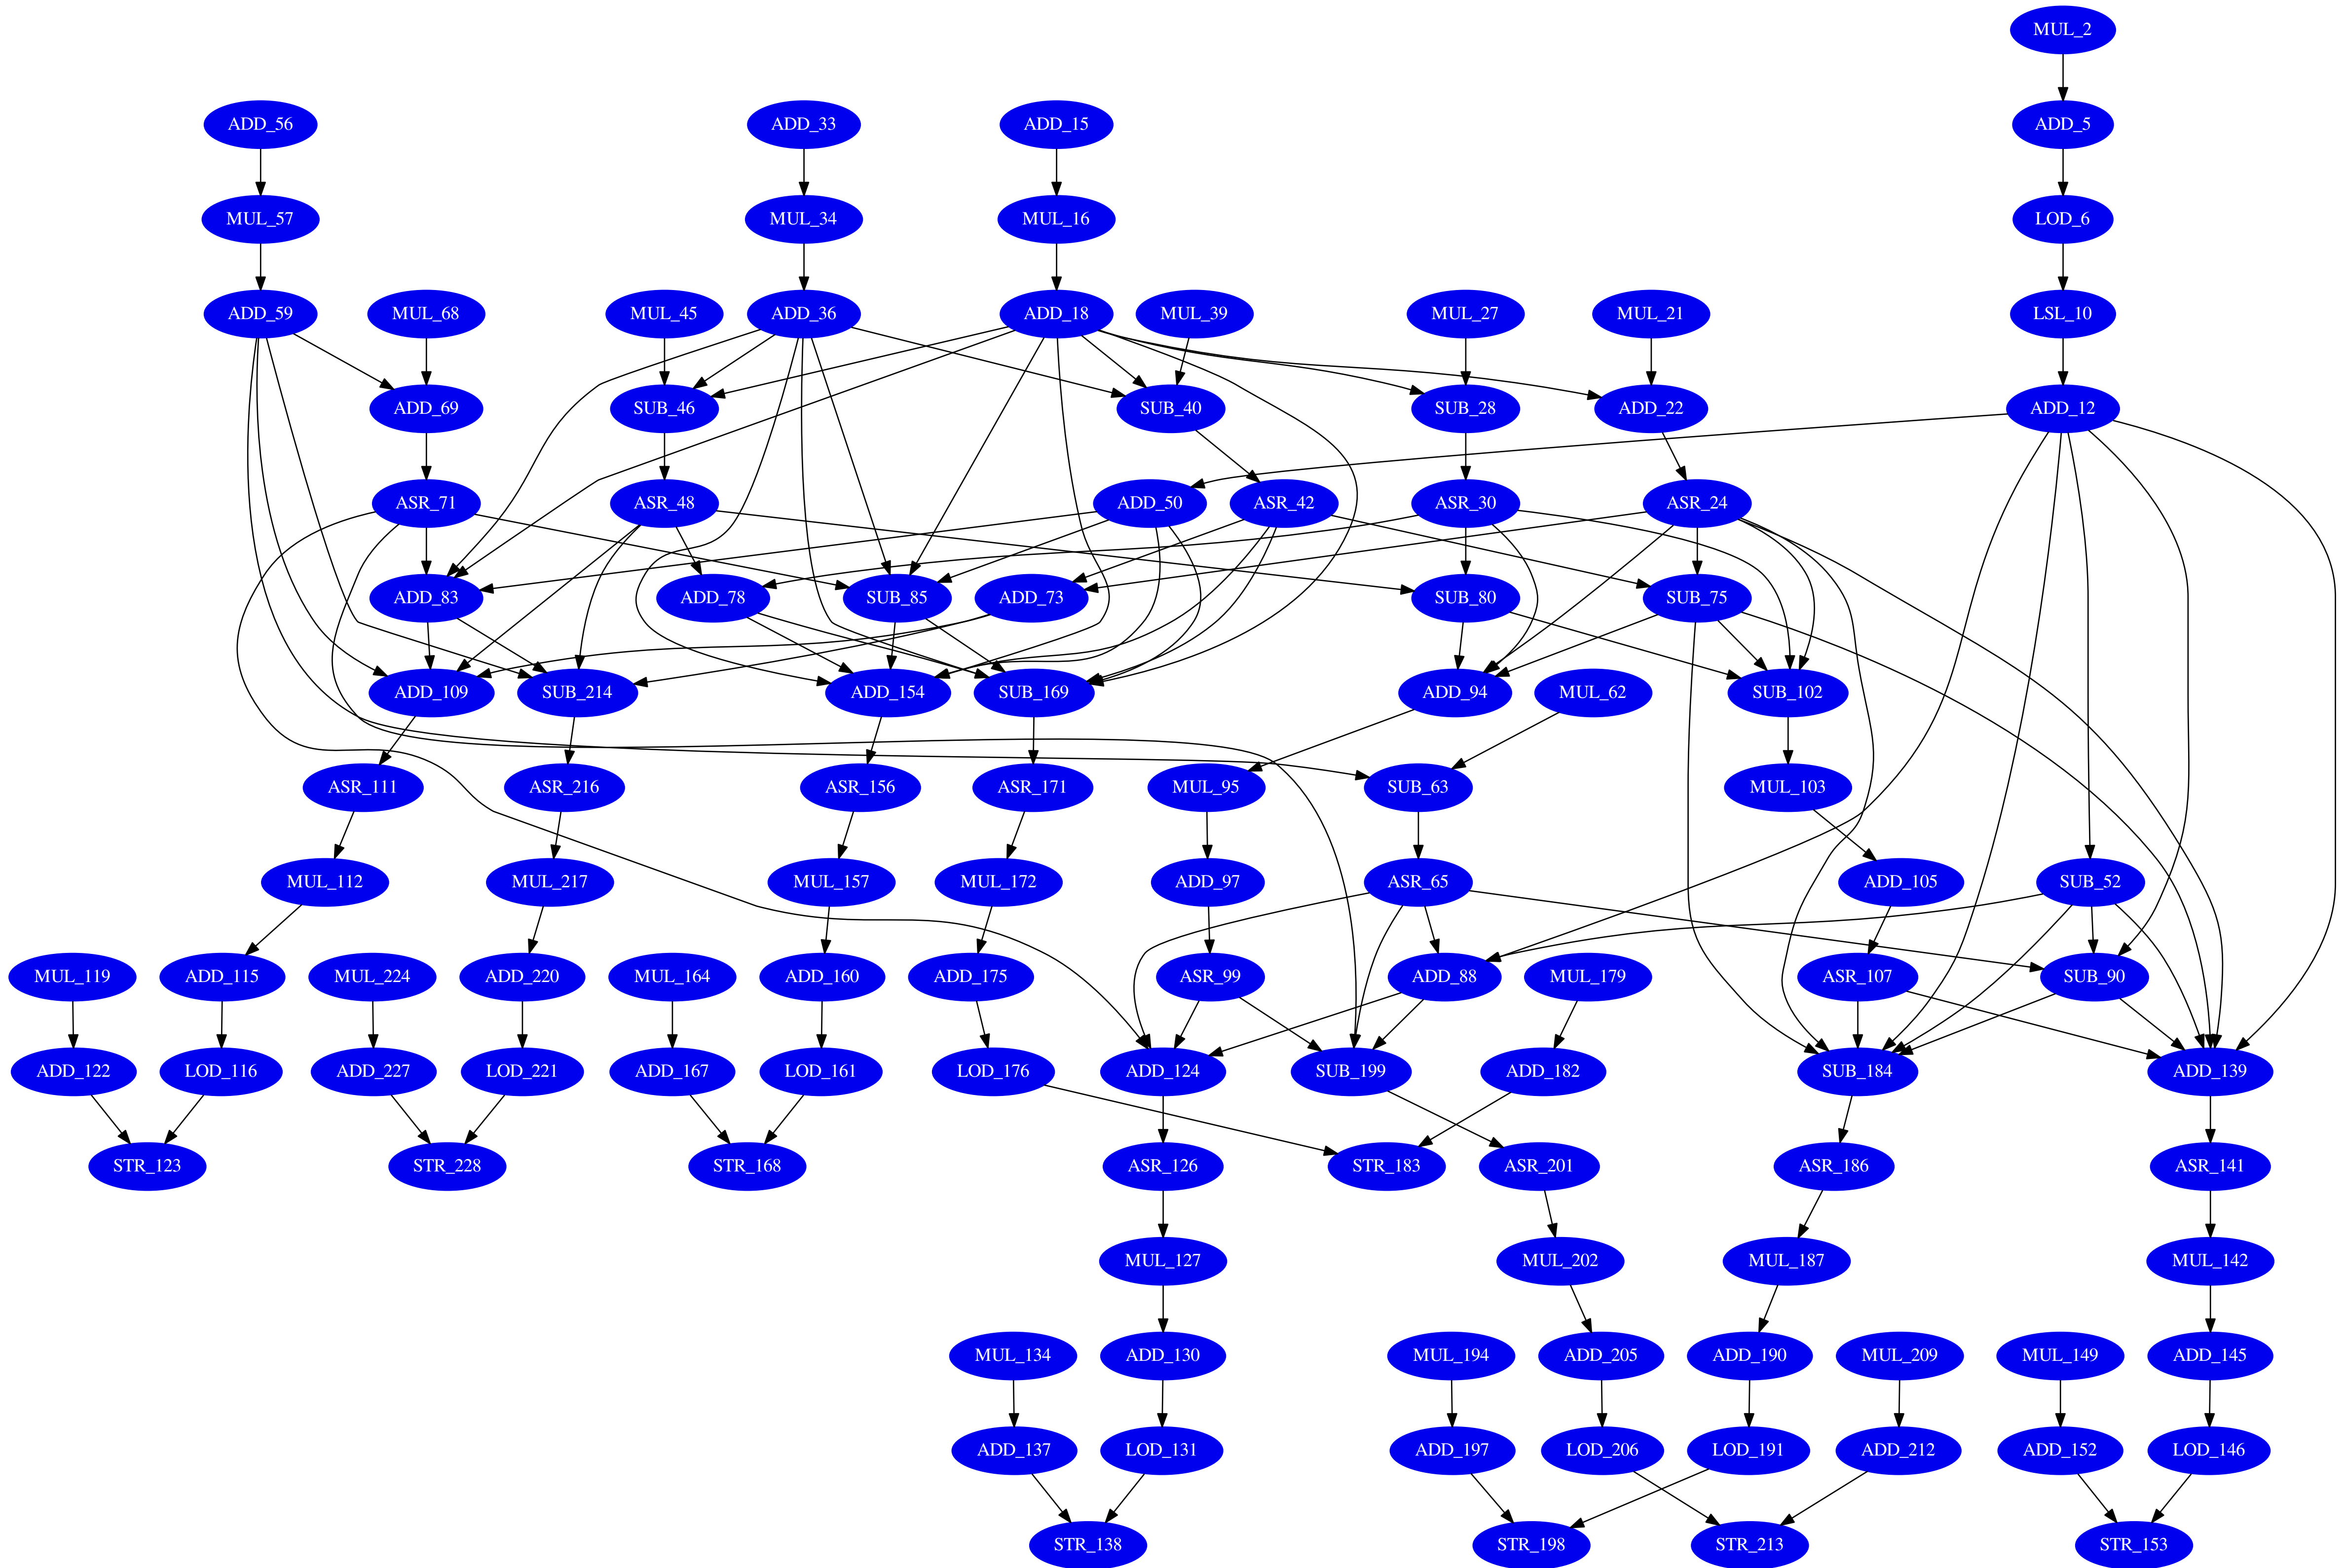 MUL_2
ADD_56
ADD_33
ADD_15
ADD_5
MUL_57
MUL_34
MUL_16
LOD_6
ADD_59
MUL_68
MUL_45
ADD_36
ADD_18
MUL_39
MUL_27
MUL_21
LSL_10
ADD_69
SUB_46
SUB_40
SUB_28
ADD_22
ADD_12
ASR_71
ASR_48
ADD_50
ASR_42
ASR_30
ASR_24
ADD_83
ADD_78
SUB_85
ADD_73
SUB_80
SUB_75
ADD_109
SUB_214
ADD_154
SUB_169
ADD_94
MUL_62
SUB_102
ASR_111
ASR_216
ASR_156
ASR_171
MUL_95
SUB_63
MUL_103
MUL_112
MUL_217
MUL_157
MUL_172
ADD_97
ASR_65
ADD_105
SUB_52
MUL_119
ADD_115
MUL_224
ADD_220
MUL_164
ADD_160
ADD_175
ASR_99
ADD_88
MUL_179
ASR_107
SUB_90
ADD_122
LOD_116
ADD_227
LOD_221
ADD_167
LOD_161
LOD_176
ADD_124
SUB_199
ADD_182
SUB_184
ADD_139
STR_123
STR_228
STR_168
ASR_126
STR_183
ASR_201
ASR_186
ASR_141
MUL_127
MUL_202
MUL_187
MUL_142
MUL_134
ADD_130
MUL_194
ADD_205
ADD_190
MUL_209
MUL_149
ADD_145
ADD_137
LOD_131
ADD_197
LOD_206
LOD_191
ADD_212
ADD_152
LOD_146
STR_138
STR_198
STR_213
STR_153